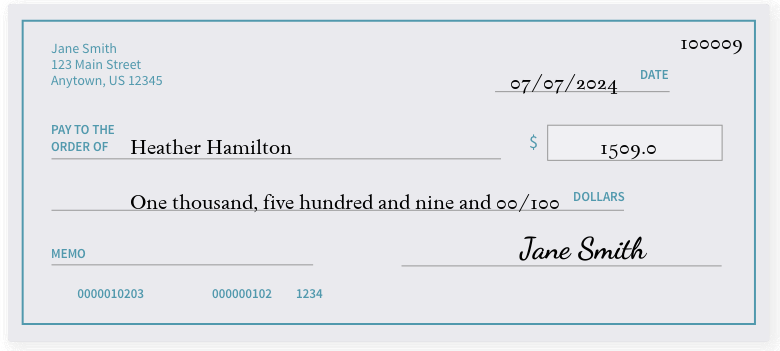 Jane Smith
123 Main Street
Anytown, US 12345
100009
07/07/2024 DATE
PAY TO THE
ORDER OF Heather Hamilton $ 1509.0
One thousand, five hundred and nine and 00/100 DOLLARS
MEMO Jane Smith
0000010203 000000102 1234